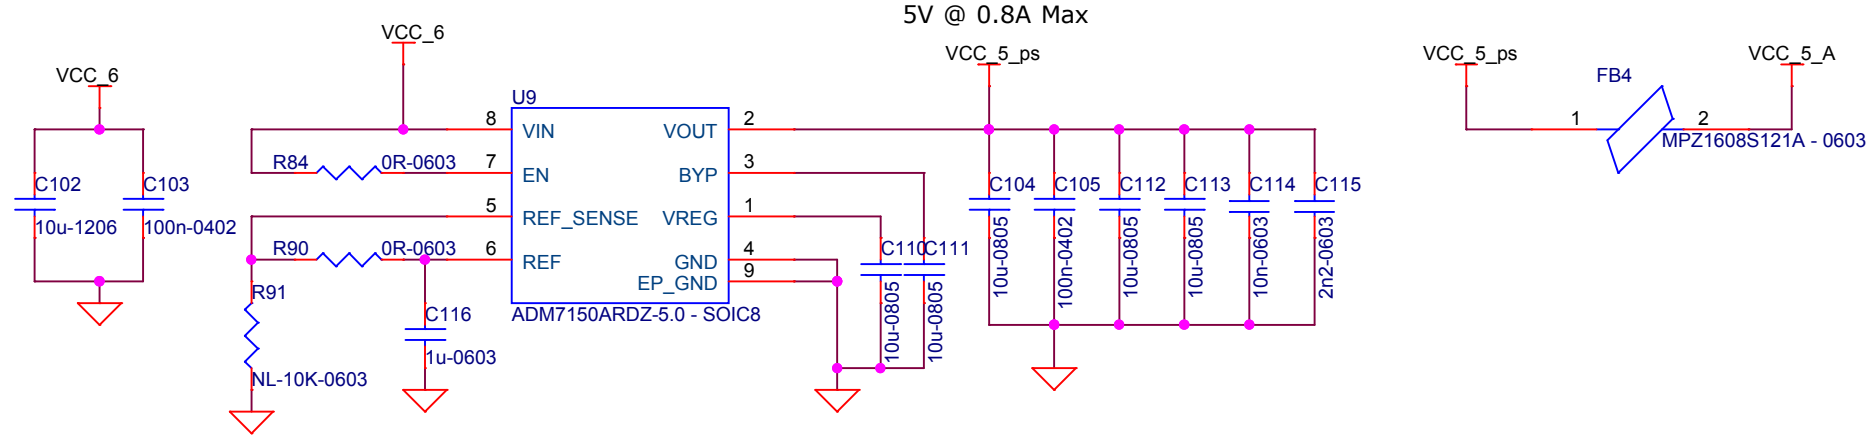 5V @ 0.8A Max
VCC_6
VCC_6
VCC_5_ps
VCC_5_ps
VCC_5_A
FB4
1
2
MPZ1608S121A - 0603
C102
10u-1206
C103
100n-0402
U9
8
VIN
VOUT
2
R84
0R-0603
7
EN
BYP
3
5
REF_SENSE
VREG
1
R90
0R-0603
6
REF
GND
4
EP_GND
9
ADM7150ARDZ-5.0 - SOIC8
R91
NL-10K-0603
C116
1u-0603
C110
10u-0805
C111
10u-0805
C104
10u-0805
C105
100n-0402
C112
10u-0805
C113
10u-0805
C114
10n-0603
C115
2n2-0603